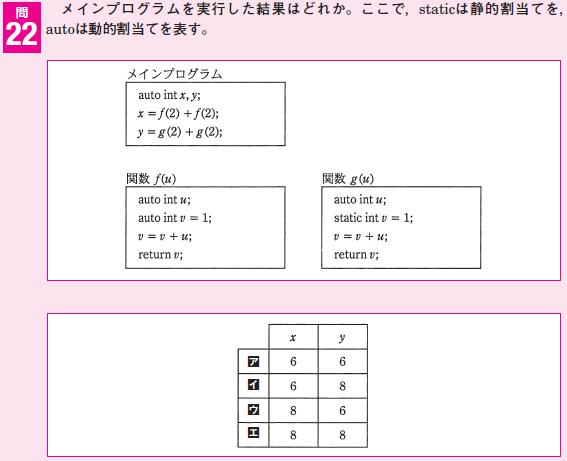 問
22
メインプログラムを実行した結果はどれか。ここで，staticは静的割当てを，
autoは動的割当てを表す。
メインプログラム
auto int x, y;
x = f(2) + f(2);
y = g(2) + g(2);
関数 f(u)
auto int u;
auto int v = 1;
v = v + u;
return v;
関数 g(u)
auto int u;
static int v = 1;
v = v + u;
return v;
x y
ア 6 6
イ 6 8
ウ 8 6
エ 8 8